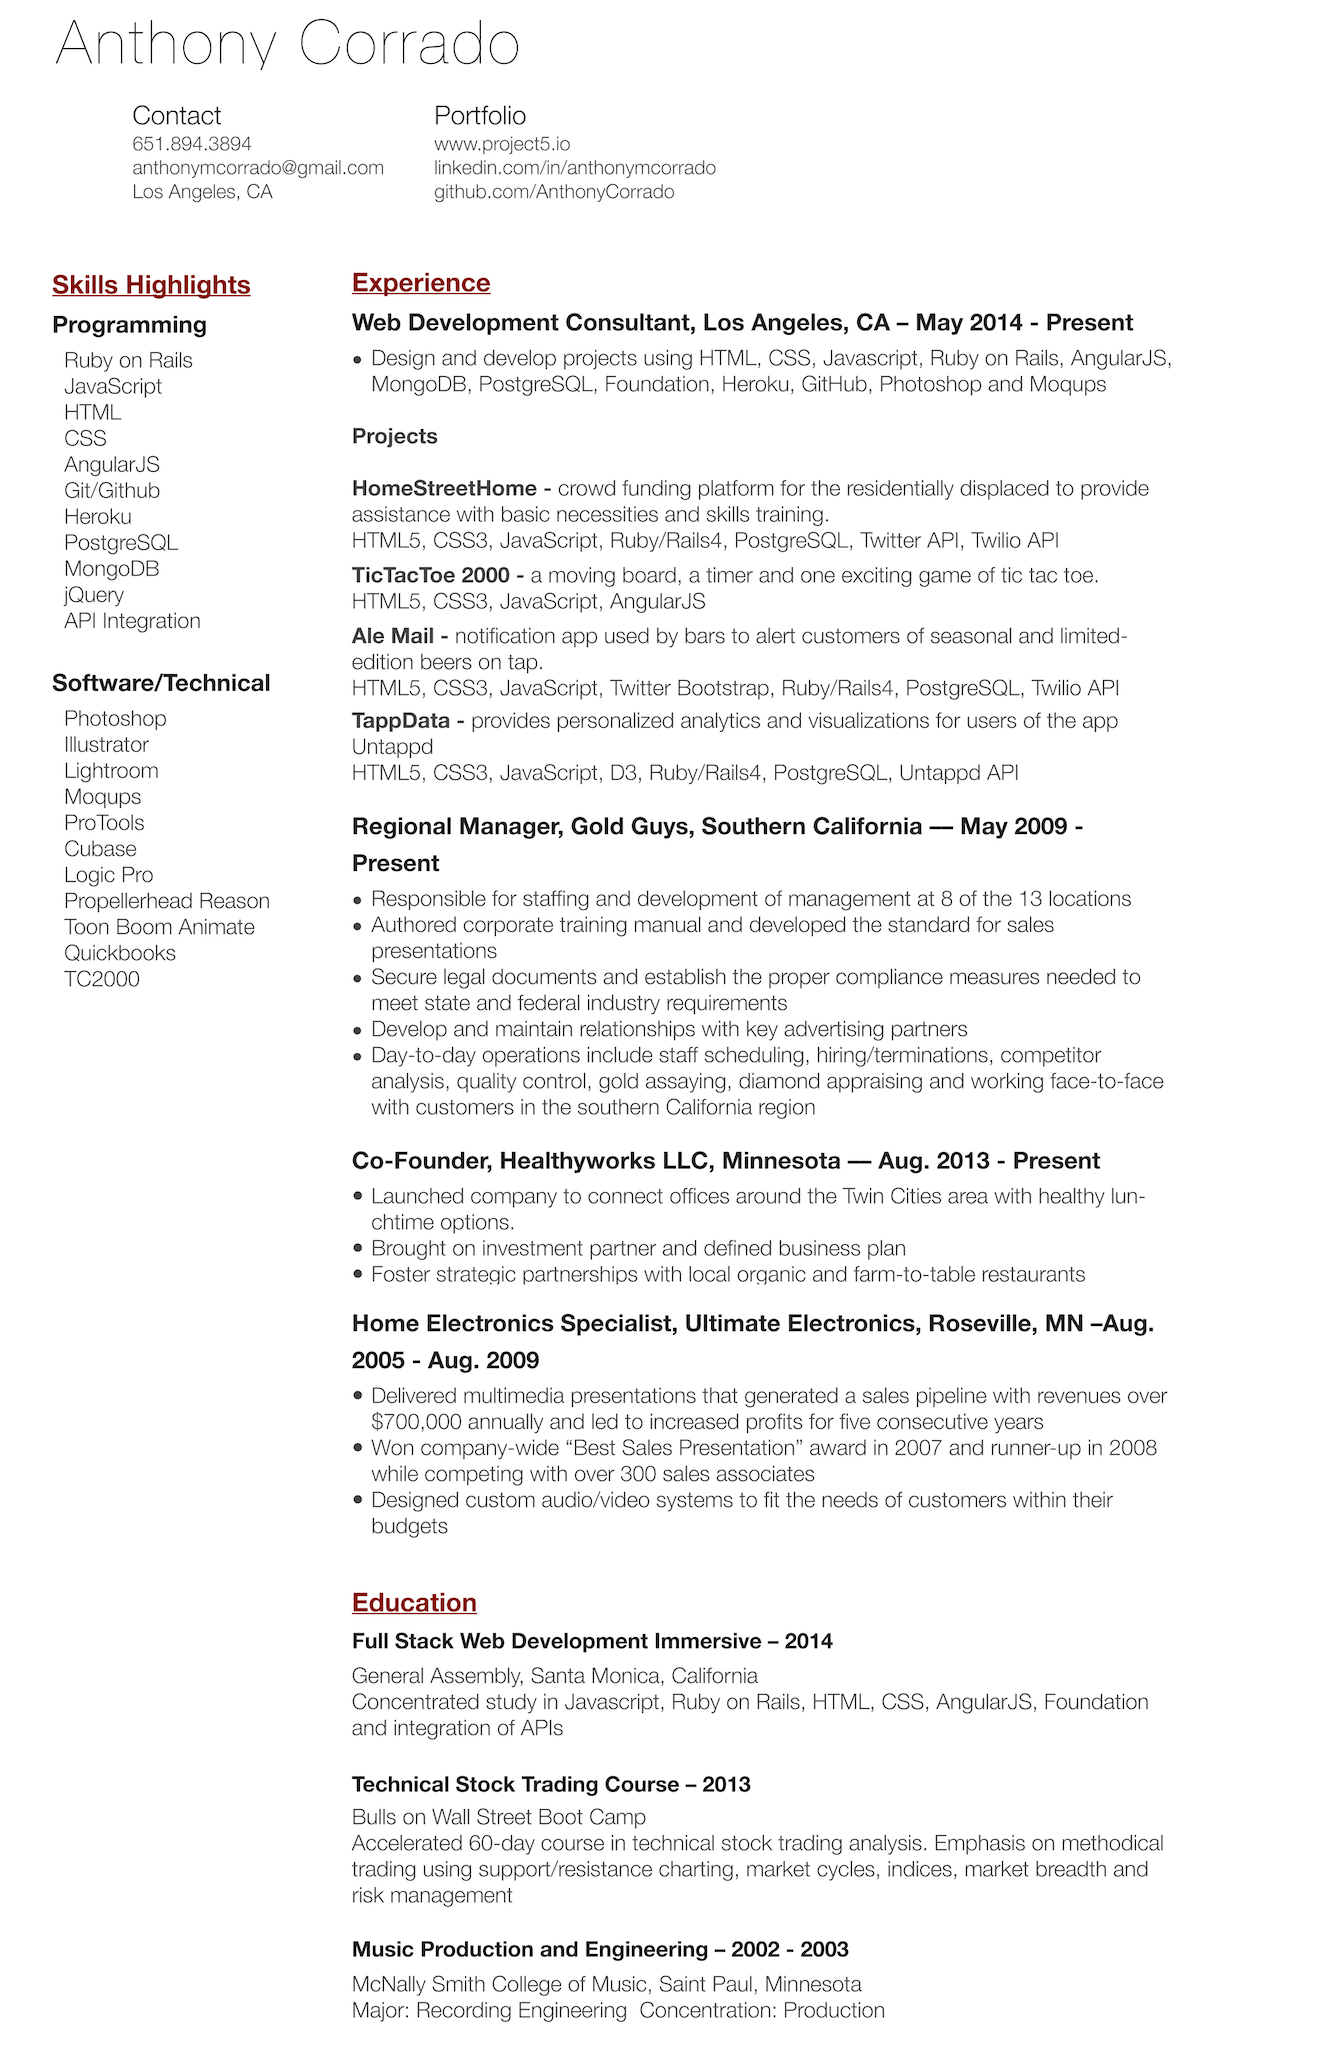 Anthony Corrado
Contact
651.894.3894
anthonymcorrado@gmail.com
Los Angeles, CA
Portfolio
www.project5.io
linkedin.com/in/anthonymcorrado
github.com/AnthonyCorrado
Skills Highlights
Programming
Ruby on Rails
JavaScript
HTML
CSS
AngularJS
Git/Github
Heroku
PostgreSQL
MongoDB
jQuery
API Integration
Software/Technical
Photoshop
Illustrator
Lightroom
Moqups
ProTools
Cubase
Logic Pro
Propellerhead Reason
Toon Boom Animate
Quickbooks
TC2000
Experience
Web Development Consultant, Los Angeles, CA – May 2014 - Present
• Design and develop projects using HTML, CSS, Javascript, Ruby on Rails, AngularJS,
MongoDB, PostgreSQL, Foundation, Heroku, GitHub, Photoshop and Moqups
Projects
HomeStreetHome - crowd funding platform for the residentially displaced to provide
assistance with basic necessities and skills training.
HTML5, CSS3, JavaScript, Ruby/Rails4, PostgreSQL, Twitter API, Twilio API
TicTacToe 2000 - a moving board, a timer and one exciting game of tic tac toe.
HTML5, CSS3, JavaScript, AngularJS
Ale Mail - notification app used by bars to alert customers of seasonal and limited-
edition beers on tap.
HTML5, CSS3, JavaScript, Twitter Bootstrap, Ruby/Rails4, PostgreSQL, Twilio API
TappData - provides personalized analytics and visualizations for users of the app
Untappd
HTML5, CSS3, JavaScript, D3, Ruby/Rails4, PostgreSQL, Untappd API
Regional Manager, Gold Guys, Southern California — May 2009 -
Present
• Responsible for staffing and development of management at 8 of the 13 locations
• Authored corporate training manual and developed the standard for sales
presentations
• Secure legal documents and establish the proper compliance measures needed to
meet state and federal industry requirements
• Develop and maintain relationships with key advertising partners
• Day-to-day operations include staff scheduling, hiring/terminations, competitor
analysis, quality control, gold assaying, diamond appraising and working face-to-face
with customers in the southern California region
Co-Founder, Healthyworks LLC, Minnesota — Aug. 2013 - Present
• Launched company to connect offices around the Twin Cities area with healthy lun-
chtime options.
• Brought on investment partner and defined business plan
• Foster strategic partnerships with local organic and farm-to-table restaurants
Home Electronics Specialist, Ultimate Electronics, Roseville, MN –Aug.
2005 - Aug. 2009
• Delivered multimedia presentations that generated a sales pipeline with revenues over
$700,000 annually and led to increased profits for five consecutive years
• Won company-wide “Best Sales Presentation” award in 2007 and runner-up in 2008
while competing with over 300 sales associates
• Designed custom audio/video systems to fit the needs of customers within their
budgets
Education
Full Stack Web Development Immersive – 2014
General Assembly, Santa Monica, California
Concentrated study in Javascript, Ruby on Rails, HTML, CSS, AngularJS, Foundation
and integration of APIs
Technical Stock Trading Course – 2013
Bulls on Wall Street Boot Camp
Accelerated 60-day course in technical stock trading analysis. Emphasis on methodical
trading using support/resistance charting, market cycles, indices, market breadth and
risk management
Music Production and Engineering – 2002 - 2003
McNally Smith College of Music, Saint Paul, Minnesota
Major: Recording Engineering  Concentration: Production